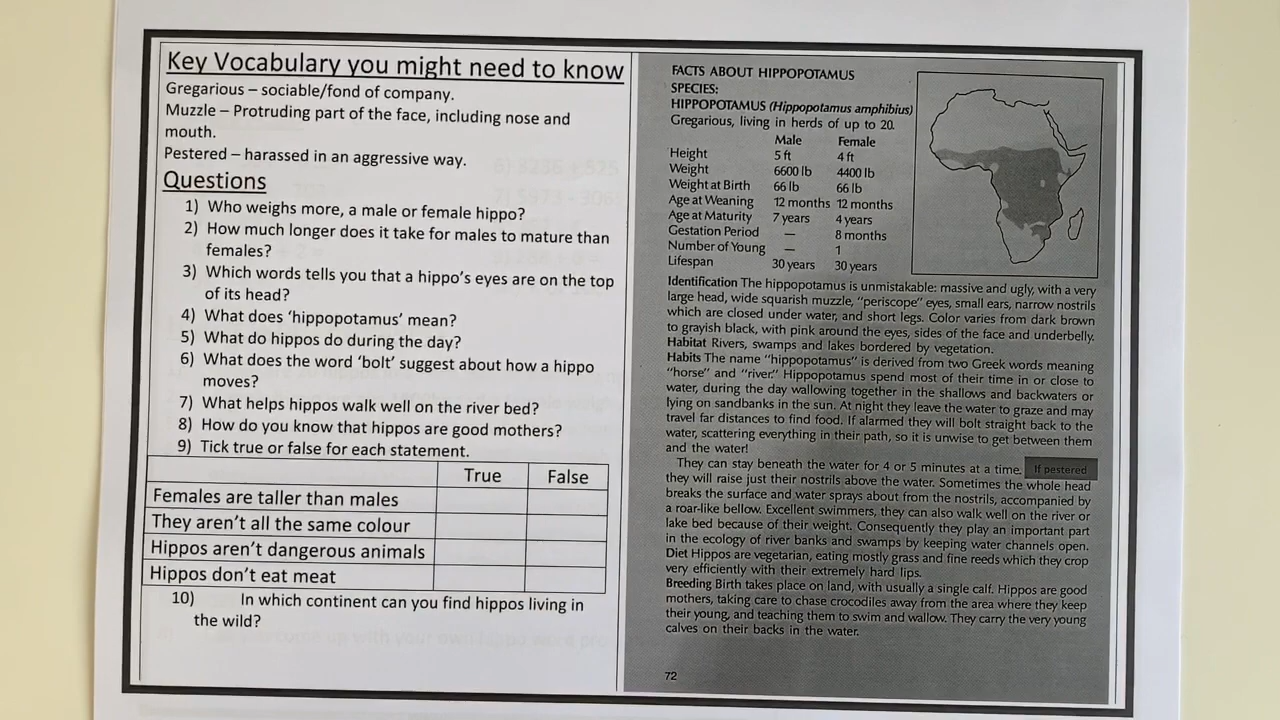 Key Vocabulary you might need to know
Gregarious – sociable/fond of company.
Muzzle – Protruding part of the face, including nose and
mouth.
Pestered – harassed in an aggressive way.
Questions
1) Who weighs more, a male or female hippo?
2) How much longer does it take for males to mature than
females?
3) Which words tells you that a hippo's eyes are on the top
of its head?
4) What does 'hippopotamus' mean?
5) What do hippos do during the day?
6) What does the word 'bolt' suggest about how a hippo
moves?
7) What helps hippos walk well on the river bed?
8) How do you know that hippos are good mothers?
9) Tick true or false for each statement.
True False
Females are taller than males
They aren't all the same colour
Hippos aren't dangerous animals
Hippos don't eat meat
10) In which continent can you find hippos living in
the wild?
FACTS ABOUT HIPPOPOTAMUS
SPECIES:
HIPPOPOTAMUS (Hippopotamus amphibius)
Gregarious, living in herds of up to 20.
Male Female
Height 5 ft 4 ft
Weight 6600 lb 4400 lb
Weight at Birth 66 lb 66 lb
Age at Weaning 12 months 12 months
Age at Maturity 7 years 4 years
Gestation Period — 8 months
Number of Young — 1
Lifespan 30 years 30 years
Identification The hippopotamus is unmistakable: massive and ugly, with a very
large head, wide squarish muzzle, "periscope" eyes, small ears, narrow nostrils
which are closed under water, and short legs. Color varies from dark brown
to grayish black, with pink around the eyes, sides of the face and underbelly.
Habitat Rivers, swamps and lakes bordered by vegetation.
Habits The name "hippopotamus" is derived from two Greek words meaning
"horse" and "river." Hippopotamus spend most of their time in or close to
water, during the day wallowing together in the shallows and backwaters or
lying on sandbanks in the sun. At night they leave the water to graze and may
travel far distances to find food. If alarmed they will bolt straight back to the
water, scattering everything in their path, so it is unwise to get between them
and the water!
They can stay beneath the water for 4 or 5 minutes at a time. If pestered
they will raise just their nostrils above the water. Sometimes the whole head
breaks the surface and water sprays about from the nostrils, accompanied by
a roar-like bellow. Excellent swimmers, they can also walk well on the river or
lake bed because of their weight. Consequently they play an important part
in the ecology of river banks and swamps by keeping water channels open.
Diet Hippos are vegetarian, eating mostly grass and fine reeds which they crop
very efficiently with their extremely hard lips.
Breeding Birth takes place on land, with usually a single calf. Hippos are good
mothers, taking care to chase crocodiles away from the area where they keep
their young, and teaching them to swim and wallow. They carry the very young
calves on their backs in the water.
72